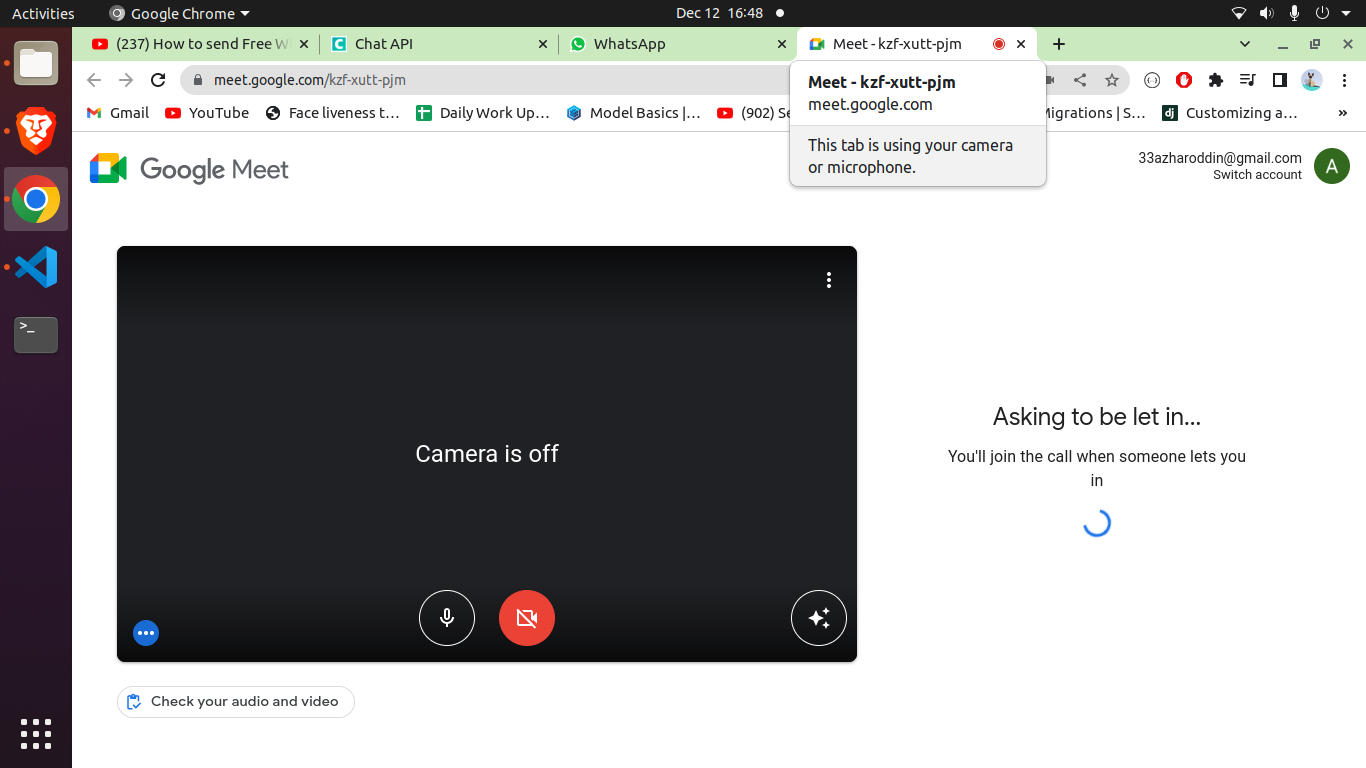 Activities
Google Chrome
Dec 12 16:48
(237) How to send Free W
Chat API
WhatsApp
Meet - kzf-xutt-pjm
meet.google.com/kzf-xutt-pjm
Meet - kzf-xutt-pjm
meet.google.com
This tab is using your camera
or microphone.
Gmail
YouTube
Face liveness t...
Daily Work Up...
Model Basics |...
(902) Se
Migrations | S...
dj
Customizing a...
»
Google Meet
33azharoddin@gmail.com
Switch account
A
Camera is off
Asking to be let in...
You'll join the call when someone lets you
in
Check your audio and video